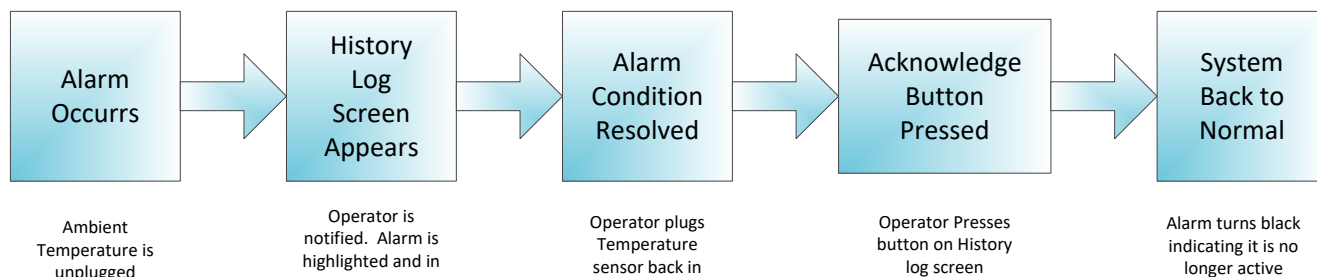 Alarm
Occurrs
History
Log
Screen
Appears
Alarm
Condition
Resolved
Acknowledge
Button
Pressed
System
Back to
Normal
Ambient
Temperature is
unplugged
Operator is
notified. Alarm is
highlighted and in
Operator plugs
Temperature
sensor back in
Operator Presses
button on History
log screen
Alarm turns black
indicating it is no
longer active